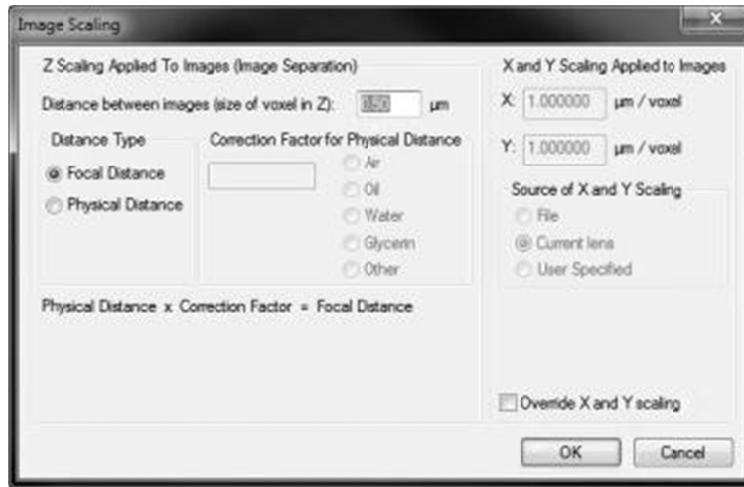 Image Scaling
Z Scaling Applied To Images (Image Separation)
Distance between images (size of voxel in Z): 0.50 µm
Distance Type
Focal Distance
Physical Distance
Correction Factor for Physical Distance
Air
Oil
Water
Glycerin
Other
Physical Distance x Correction Factor = Focal Distance
X and Y Scaling Applied to Images
X: 1.000000 µm / voxel
Y: 1.000000 µm / voxel
Source of X and Y Scaling
File
Current lens
User Specified
Override X and Y scaling
OK
Cancel